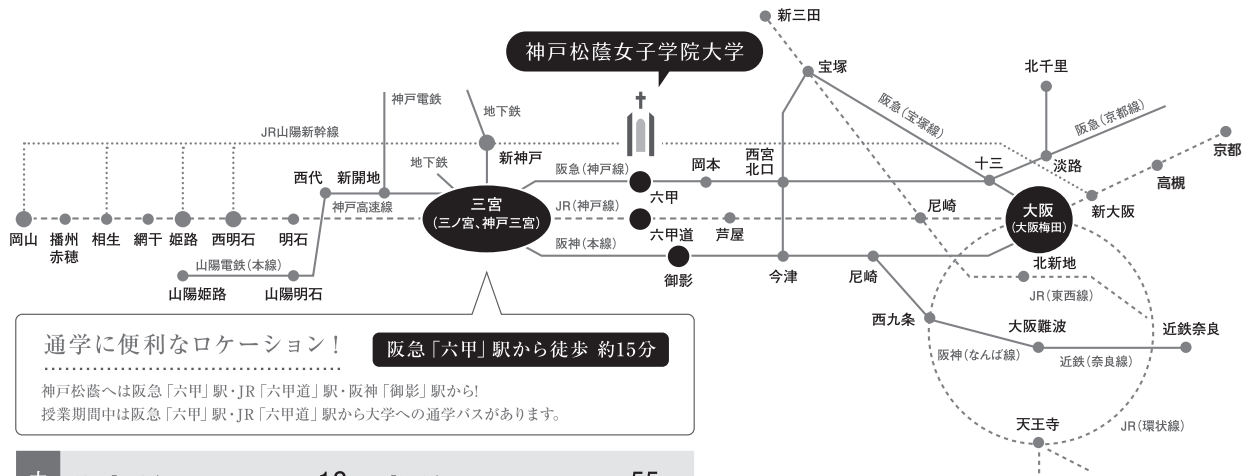 新三田
神戸松蔭女子学院大学
宝塚
北千里
神戸電鉄
地下鉄
阪急（宝塚線）
阪急（京都線）
JR山陽新幹線
新神戸
京都
地下鉄
阪急（神戸線）
岡本
西宮
北口
十三
淡路
高槻
西代
新開地
六甲
神戸高速線
三宮
（三ノ宮、神戸三宮）
JR（神戸線）
尼崎
大阪
（大阪梅田）
新大阪
岡山
播州
赤穂
相生
網干
姫路
西明石
明石
六甲道
芦屋
阪神（本線）
山陽電鉄（本線）
北新地
山陽姫路
山陽明石
御影
今津
尼崎
JR（東西線）
西九条
大阪難波
近鉄奈良
通学に便利なロケーション！
阪急「六甲」駅から徒歩 約15分
阪神（なんば線）
近鉄（奈良線）
神戸松蔭へは阪急「六甲」駅・JR「六甲道」駅・阪神「御影」駅から!
授業期間中は阪急「六甲」駅・JR「六甲道」駅から大学への通学バスがあります。
天王寺
JR（環状線）